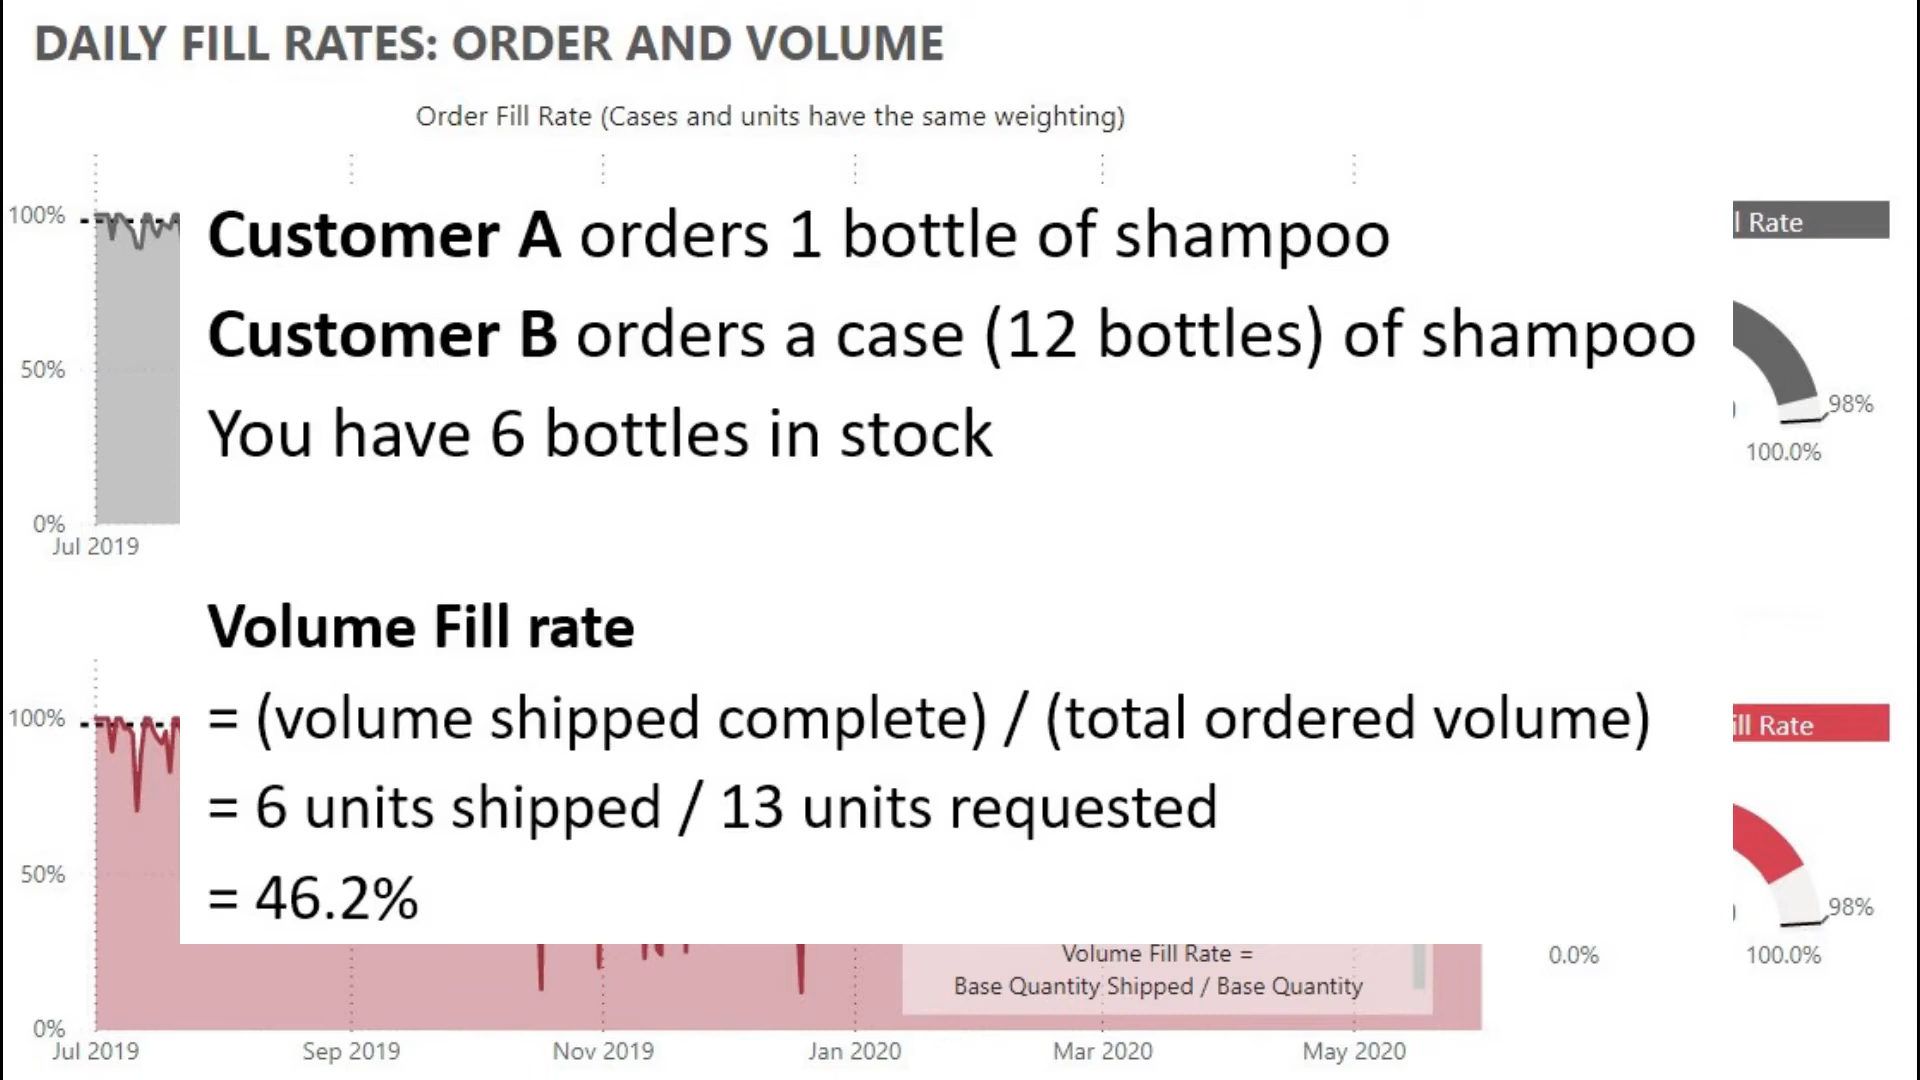 DAILY FILL RATES: ORDER AND VOLUME
Order Fill Rate (Cases and units have the same weighting)
100%
50%
0%
Jul 2019
Customer A orders 1 bottle of shampoo
Customer B orders a case (12 bottles) of shampoo
You have 6 bottles in stock
Rate
98%
100.0%
Volume Fill rate
= (volume shipped complete) / (total ordered volume)
= 6 units shipped / 13 units requested
= 46.2%
100%
50%
0%
Rate
98%
0.0%
100.0%
Volume Fill Rate =
Base Quantity Shipped / Base Quantity
Jul 2019
Sep 2019
Nov 2019
Jan 2020
Mar 2020
May 2020